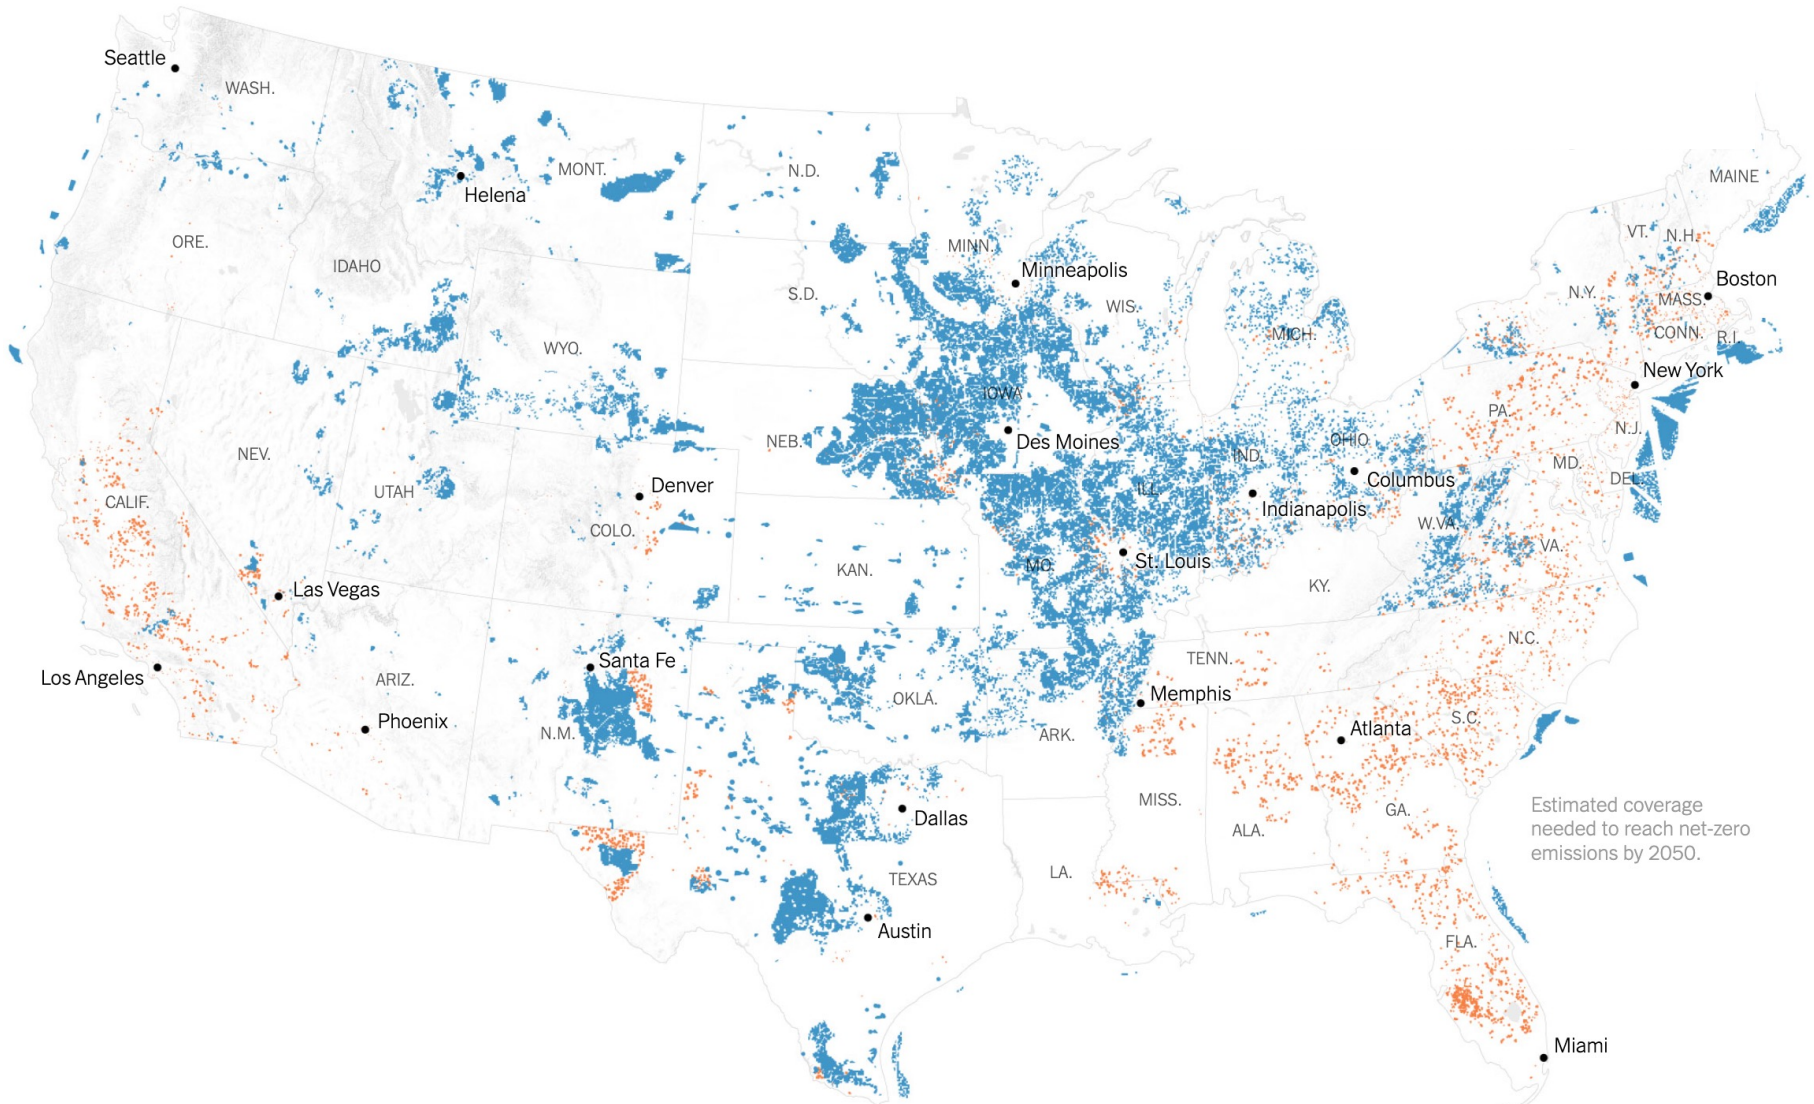 Seattle
WASH.
MONT.
N.D.
MAINE
Helena
ORE.
IDAHO
MINN.
VT.
N.H.
Minneapolis
Boston
S.D.
WIS.
N.Y.
MASS.
WYO.
MICH.
CONN.
R.I.
New York
IOWA
PA.
N.J.
NEB.
Des Moines
OHIO
NEV.
IND.
MD.
Denver
Columbus
DEL.
UTAH
ILL.
CALIF.
Indianapolis
COLO.
W.VA.
VA.
St. Louis
KAN.
MO.
KY.
Las Vegas
N.C.
Santa Fe
TENN.
Los Angeles
ARIZ.
OKLA.
Memphis
Phoenix
N.M.
ARK.
Atlanta
S.C.
MISS.
Dallas
GA.
ALA.
Estimated coverage
needed to reach net-zero
emissions by 2050.
TEXAS
LA.
Austin
FLA.
Miami